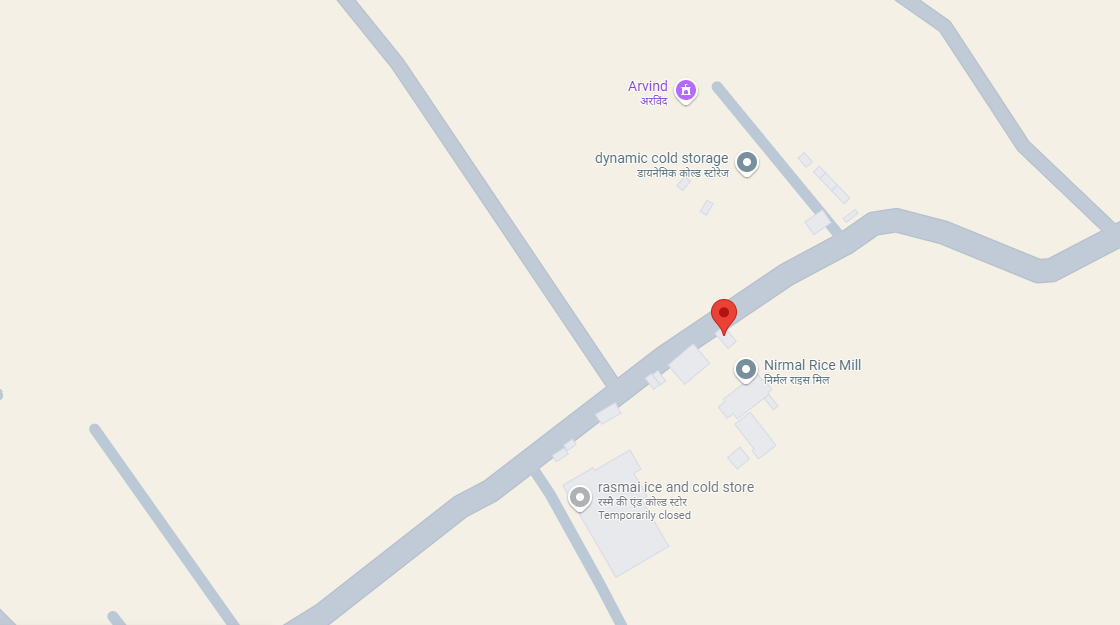 Arvind
अरविंद
dynamic cold storage
डायनेमिक कोल्ड स्टोरेज
Nirmal Rice Mill
निर्मल राइस मिल
rasmai ice and cold store
रस्मै की एंड कोल्ड स्टोर
Temporarily closed